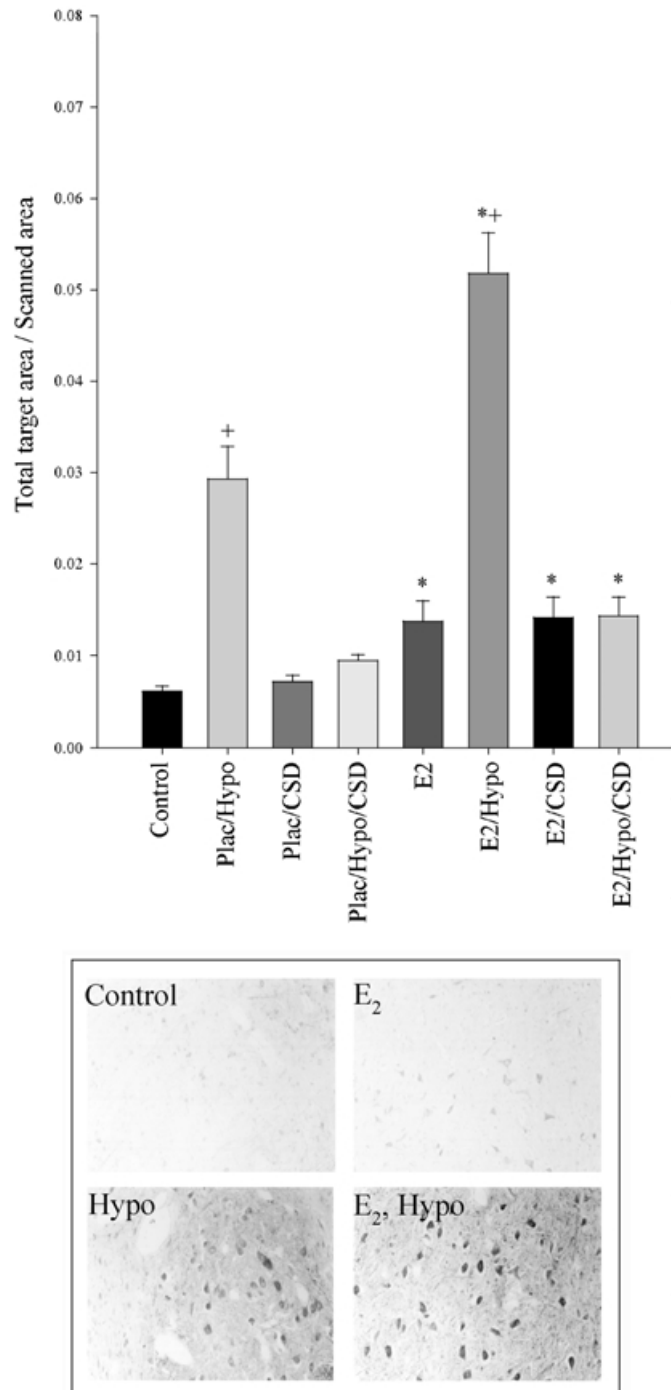 0.08
0.07
0.06
0.05
0.04
0.03
0.02
0.01
0.00
Total target area / Scanned area
+
*
*+
*
*
Control
Plac/Hypo
Plac/CSD
Plac/Hypo/CSD
E2
E2/Hypo
E2/CSD
E2/Hypo/CSD
Control
E₂
Hypo
E₂, Hypo